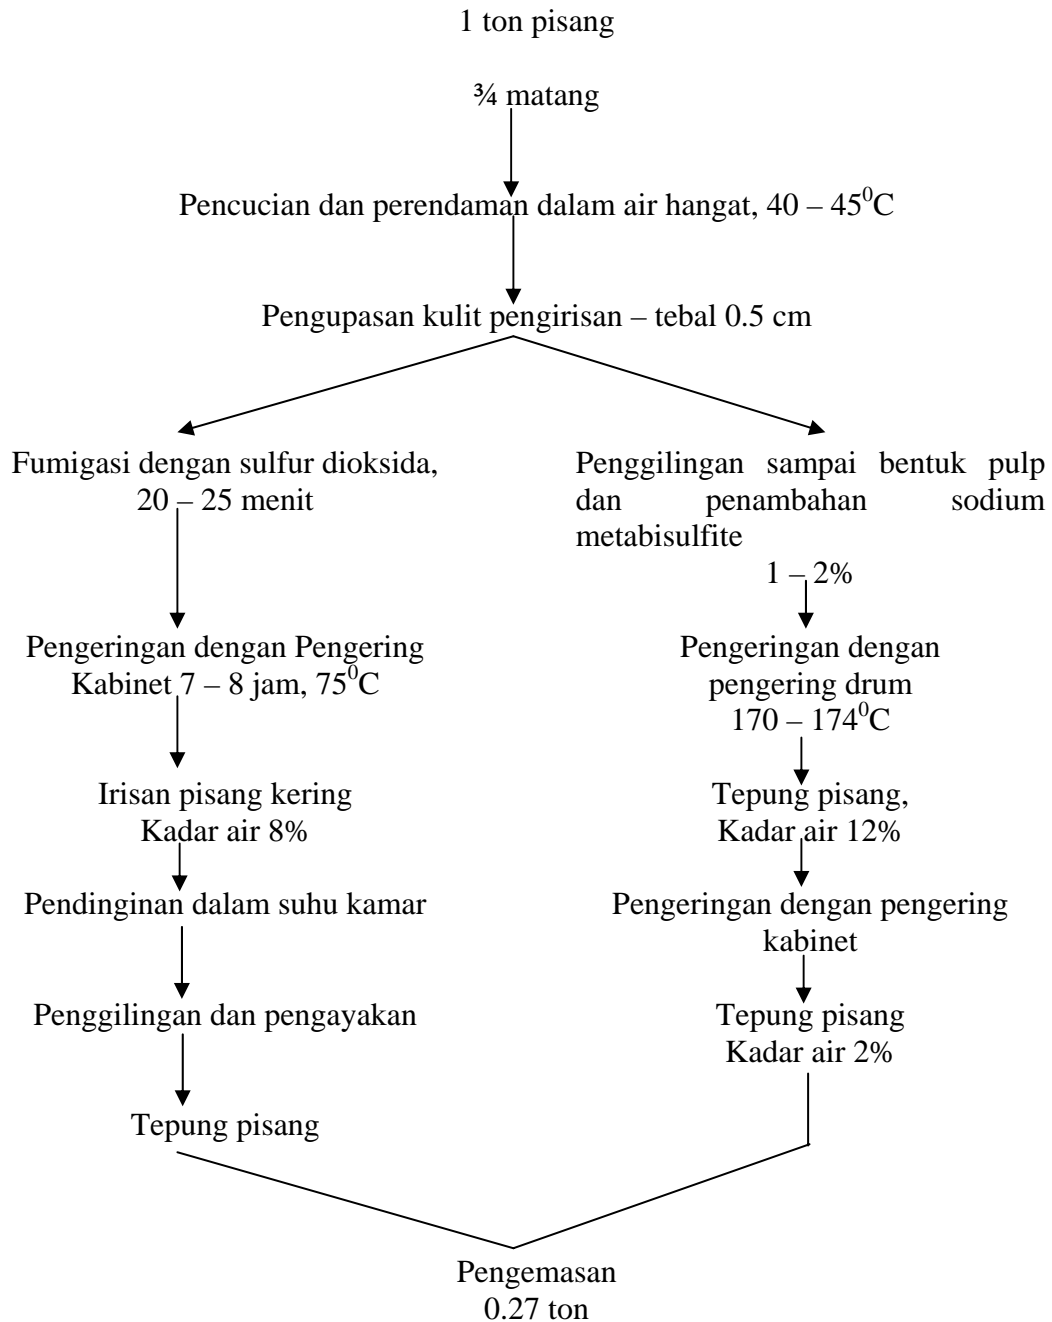 1 ton pisang
¾ matang
Pencucian dan perendaman dalam air hangat, 40 – 45⁰C
Pengupasan kulit pengirisan – tebal 0.5 cm
Fumigasi dengan sulfur dioksida,
20 – 25 menit
Pengeringan dengan Pengering
Kabinet 7 – 8 jam, 75⁰C
Irisan pisang kering
Kadar air 8%
Pendinginan dalam suhu kamar
Penggilingan dan pengayakan
Tepung pisang
Penggilingan sampai bentuk pulp
dan penambahan sodium
metabisulfite
1 – 2%
Pengeringan dengan
pengering drum
170 – 174⁰C
Tepung pisang,
Kadar air 12%
Pengeringan dengan pengering
kabinet
Tepung pisang
Kadar air 2%
Pengemasan
0.27 ton